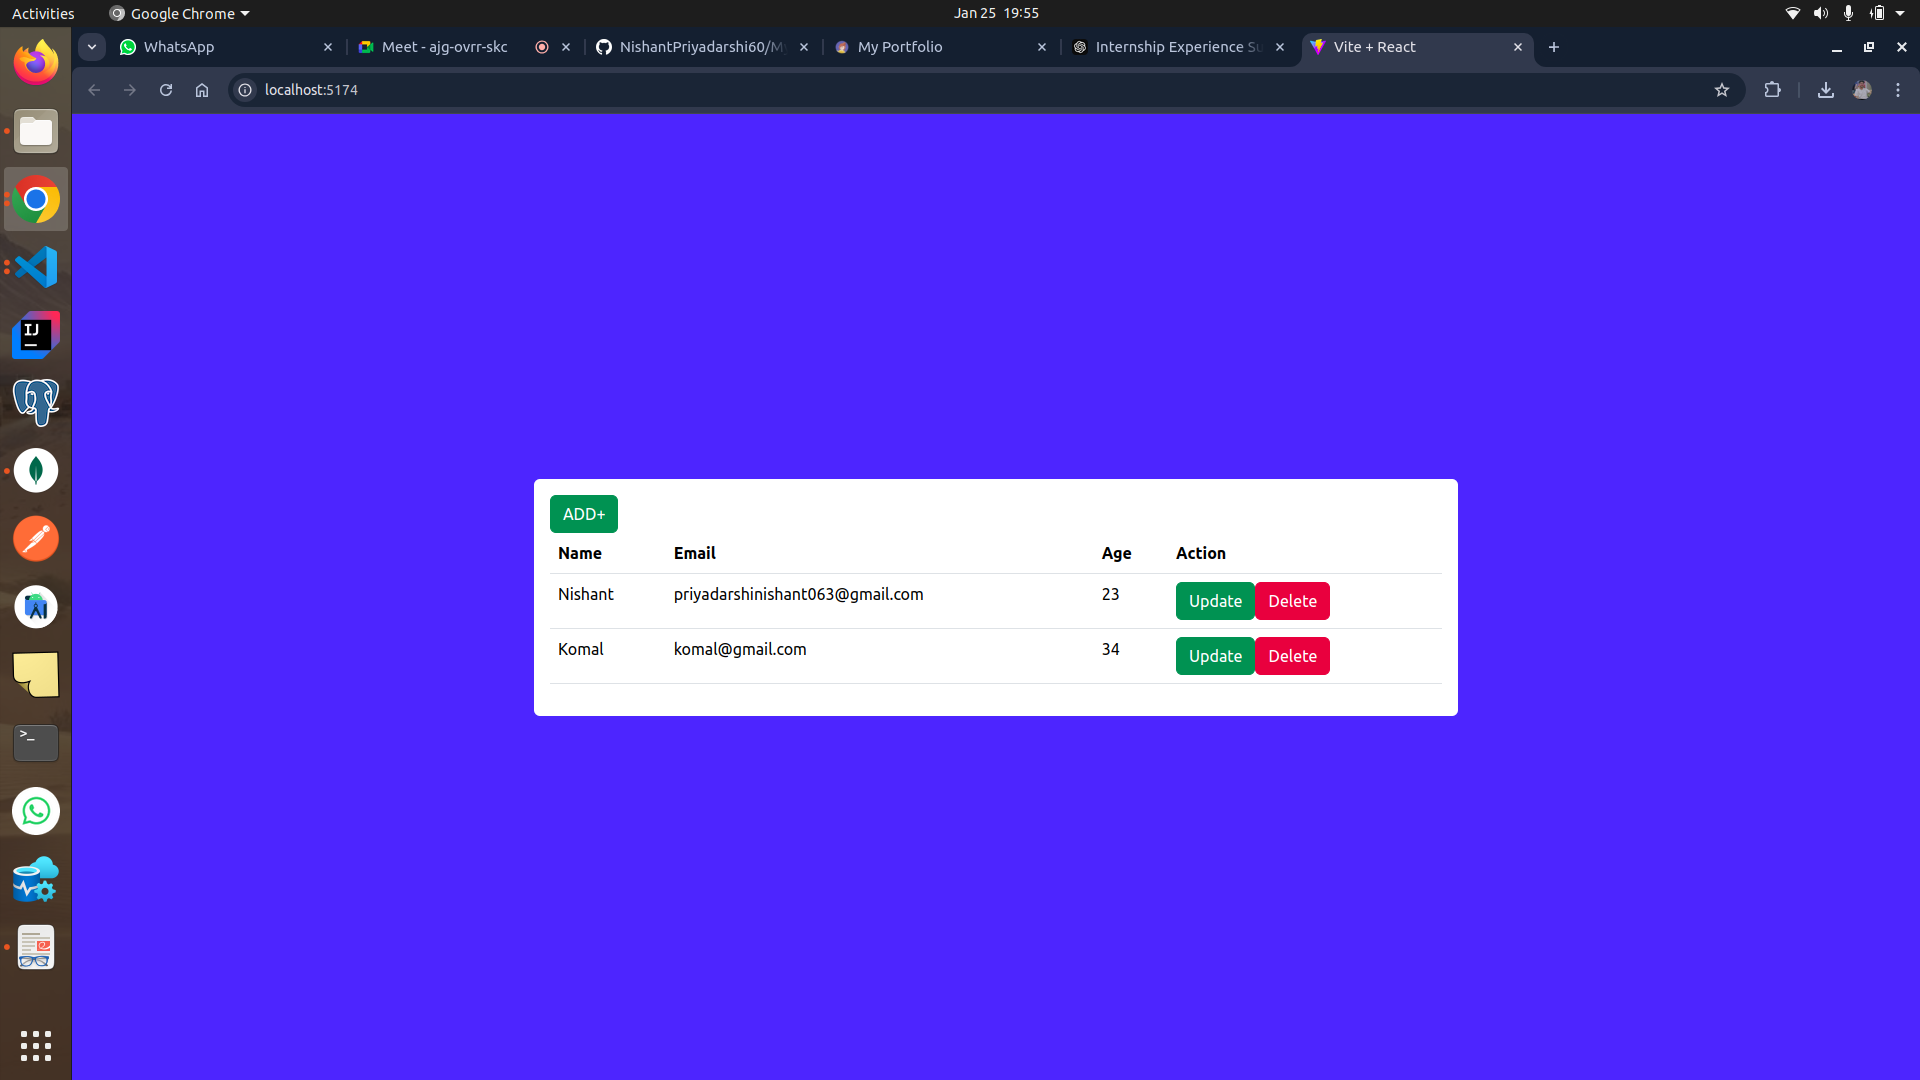 Activities Google Chrome Jan 25 19:55
WhatsApp Meet - ajg-ovrr-skc NishantPriyadarshi60/My My Portfolio Internship Experience Su Vite + React
localhost:5174
IJ
ADD+
Name Email Age Action
Nishant priyadarshinishant063@gmail.com 23 Update Delete
Komal komal@gmail.com 34 Update Delete
>_